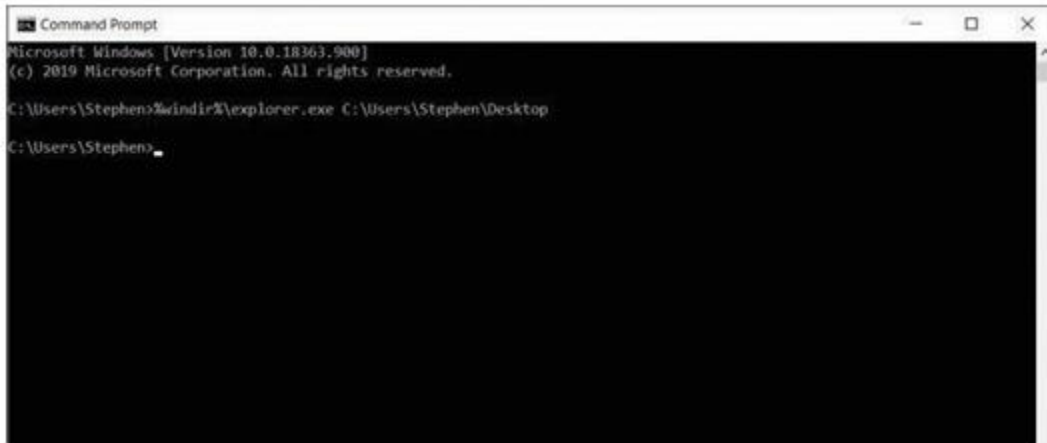 Command Prompt
Microsoft Windows [Version 10.0.18363.900]
(c) 2019 Microsoft Corporation. All rights reserved.
C:\Users\Stephen>%windir%\explorer.exe C:\Users\Stephen\Desktop
C:\Users\Stephen>